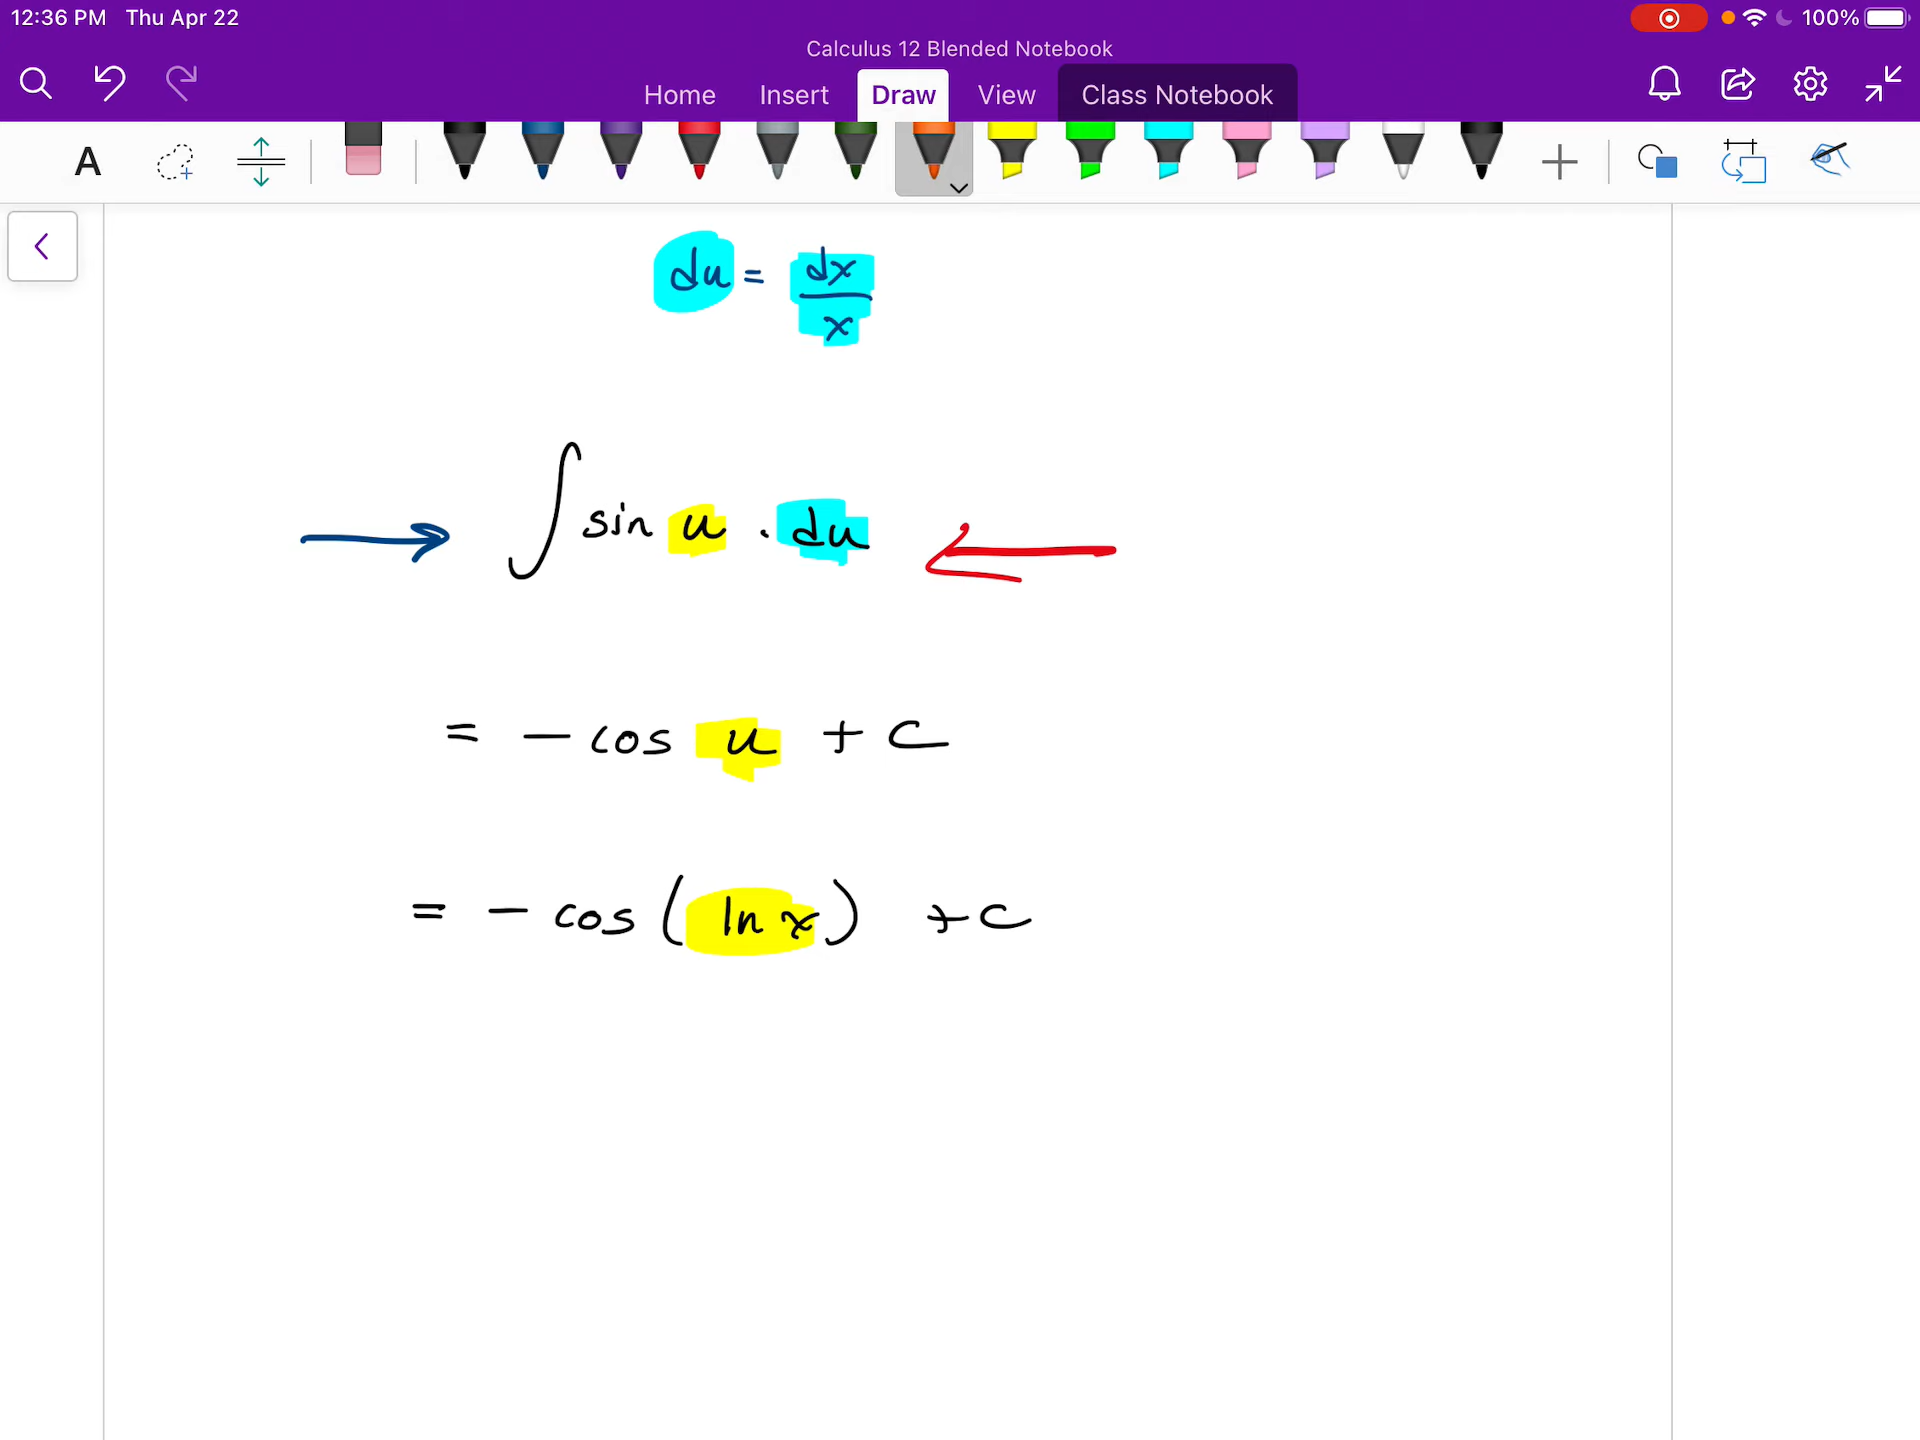 12:36 PM Thu Apr 22
100%
Calculus 12 Blended Notebook
Home Insert Draw View Class Notebook
A
du = dx/x
∫ sin u · du
= - cos u + c
= - cos (ln x) + c